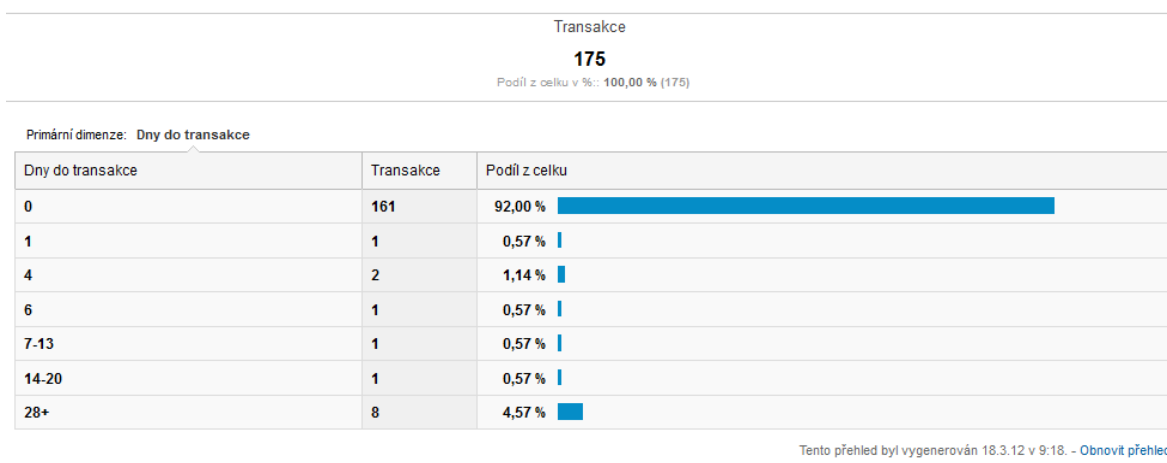 Transakce
175
Podíl z celku v %:: 100,00 % (175)
Primární dimenze: Dny do transakce
Dny do transakce Transakce Podíl z celku
0 161 92,00 %
1 1 0,57 %
4 2 1,14 %
6 1 0,57 %
7-13 1 0,57 %
14-20 1 0,57 %
28+ 8 4,57 %
Tento přehled byl vygenerován 18.3.12 v 9:18. - Obnovit přehled